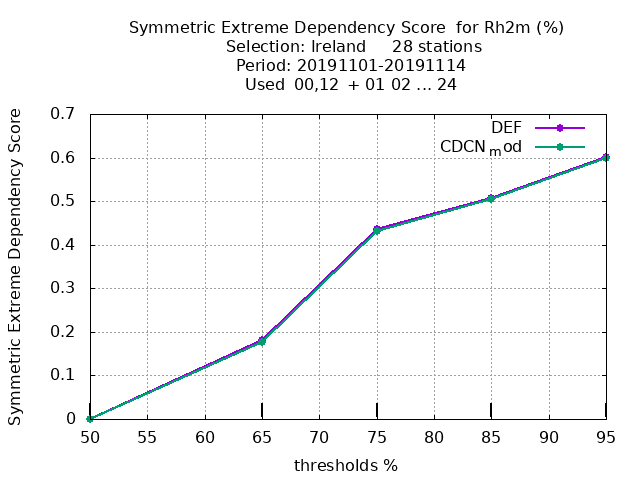 Symmetric Extreme Dependency Score for Rh2m (%)
Selection: Ireland 28 stations
Period: 20191101-20191114
Used 00,12 + 01 02 ... 24
DEF
CDCNmod
Symmetric Extreme Dependency Score
0.7
0.6
0.5
0.4
0.3
0.2
0.1
0
50 55 60 65 70 75 80 85 90 95
thresholds %